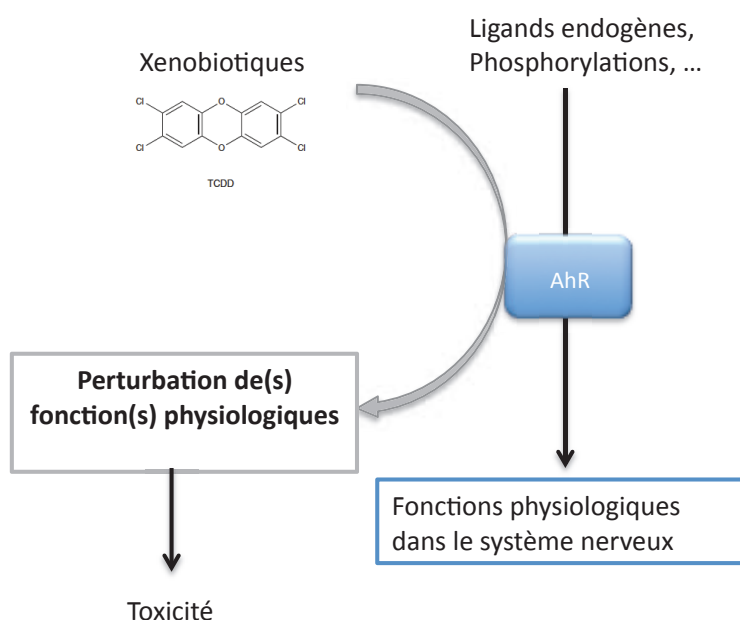 Ligands endogènes,
Phosphorylations, ...
Xenobiotiques
Cl
O
Cl
Cl
O
Cl
TCDD
AhR
Perturbation de(s)
fonction(s) physiologiques
Fonctions physiologiques
dans le système nerveux
Toxicité